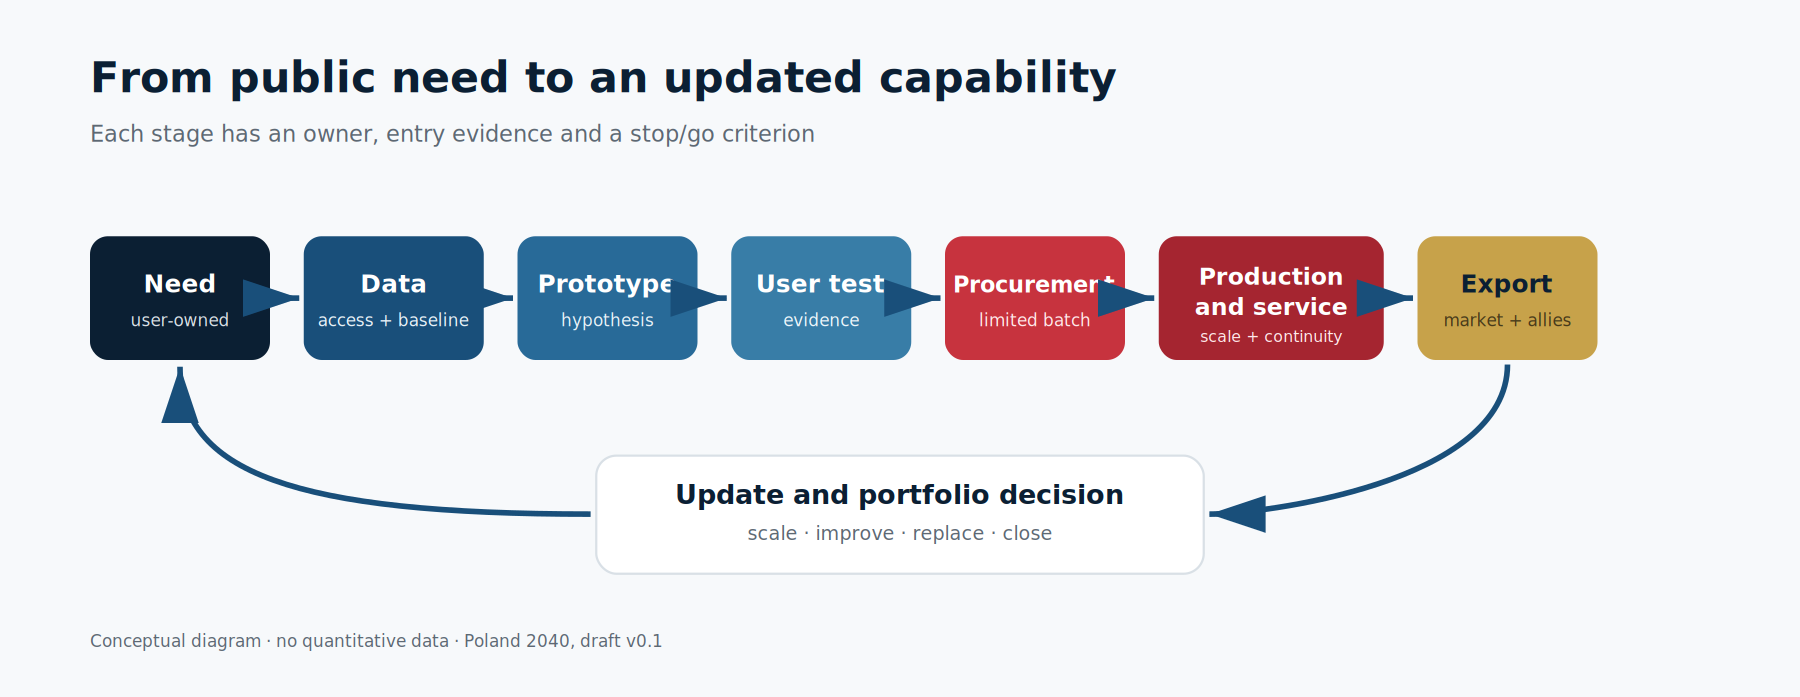 From public need to an updated capability
Each stage has an owner, entry evidence and a stop/go criterion
Need
user-owned
Data
access + baseline
Prototype
hypothesis
User test
evidence
Procurement
limited batch
Production
and service
scale + continuity
Export
market + allies
Update and portfolio decision
scale · improve · replace · close
Conceptual diagram · no quantitative data · Poland 2040, draft v0.1